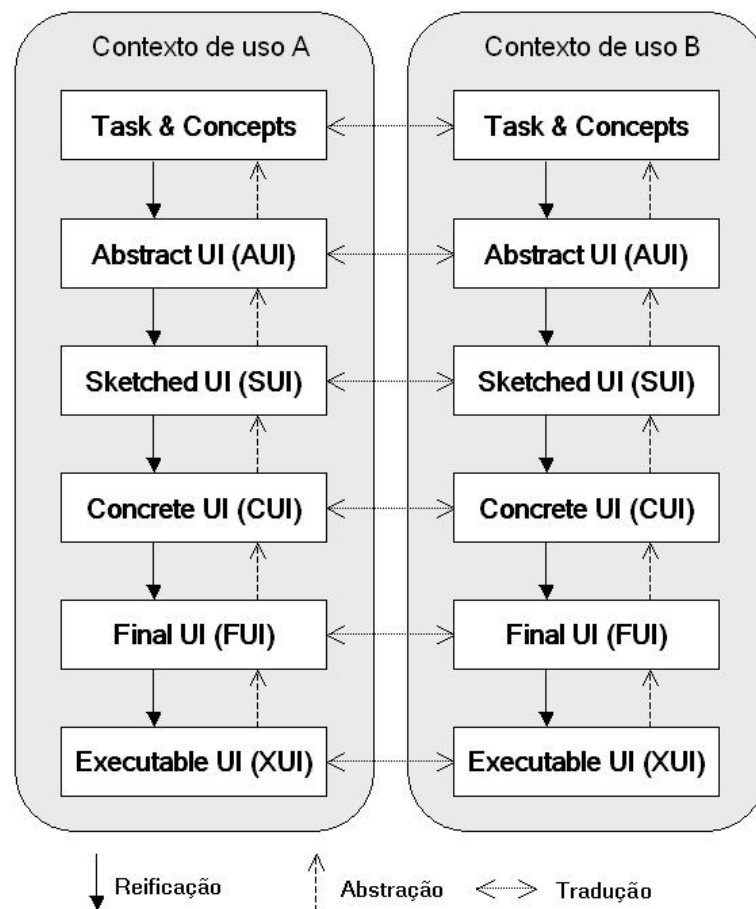 Contexto de uso A
Contexto de uso B
Task & Concepts
Task & Concepts
Abstract UI (AUI)
Abstract UI (AUI)
Sketched UI (SUI)
Sketched UI (SUI)
Concrete UI (CUI)
Concrete UI (CUI)
Final UI (FUI)
Final UI (FUI)
Executable UI (XUI)
Executable UI (XUI)
Reificação
Abstração
Tradução